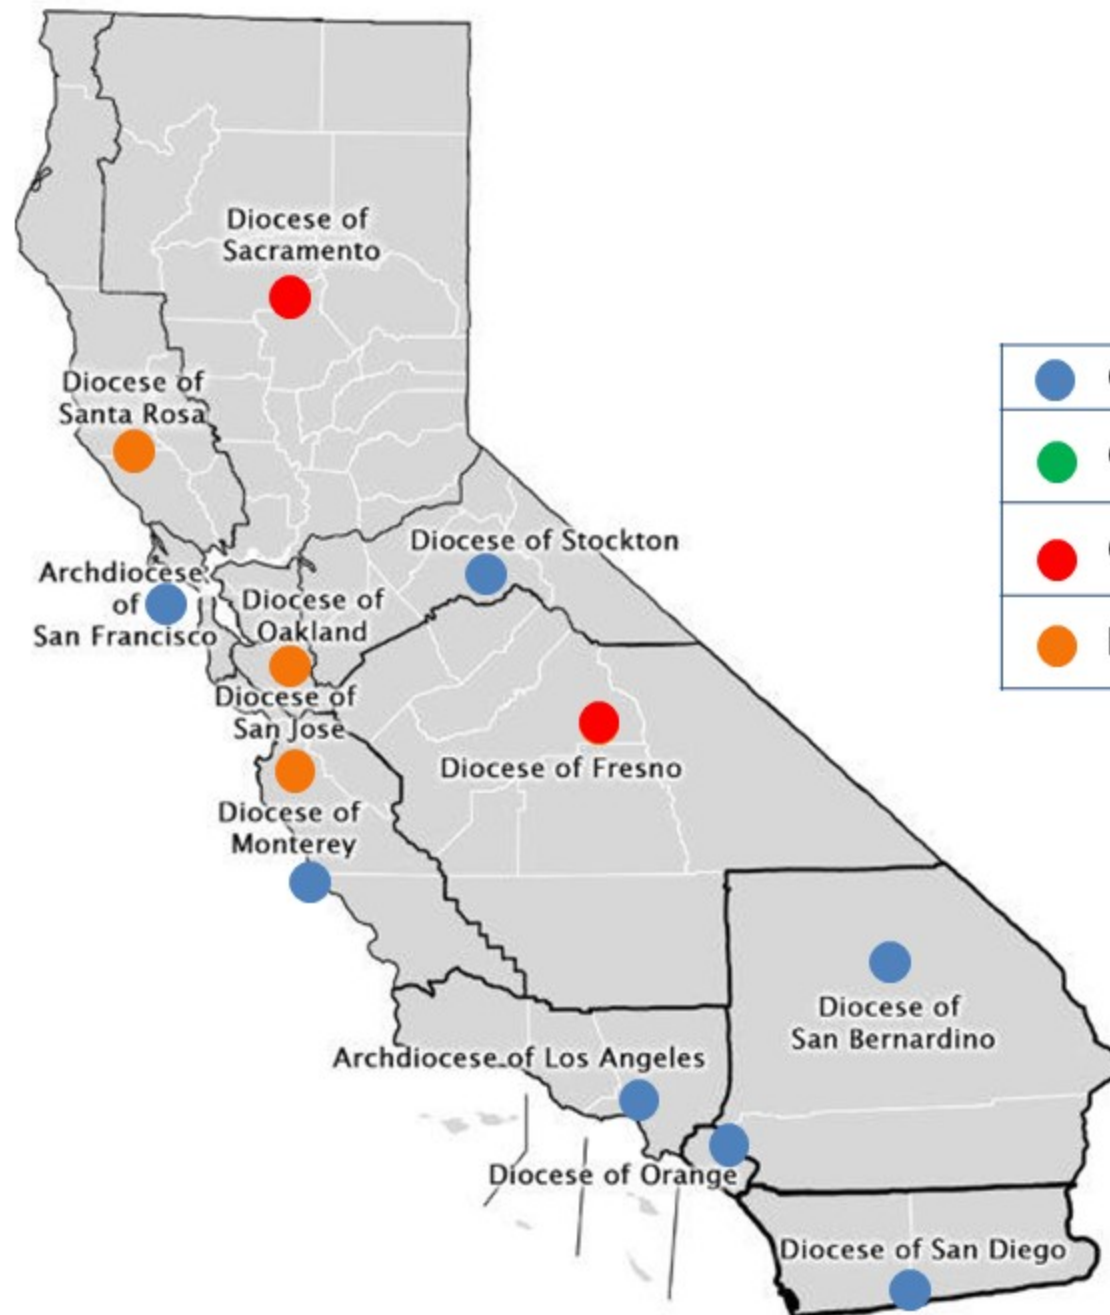 Diocese of
Sacramento
Diocese of
Santa Rosa
Diocese of Stockton
Archdiocese
of
San Francisco
Diocese of
Oakland
Diocese of
San Jose
Diocese of Fresno
Diocese of
Monterey
Diocese of
San Bernardino
Archdiocese of Los Angeles
Diocese of Orange
Diocese of San Diego